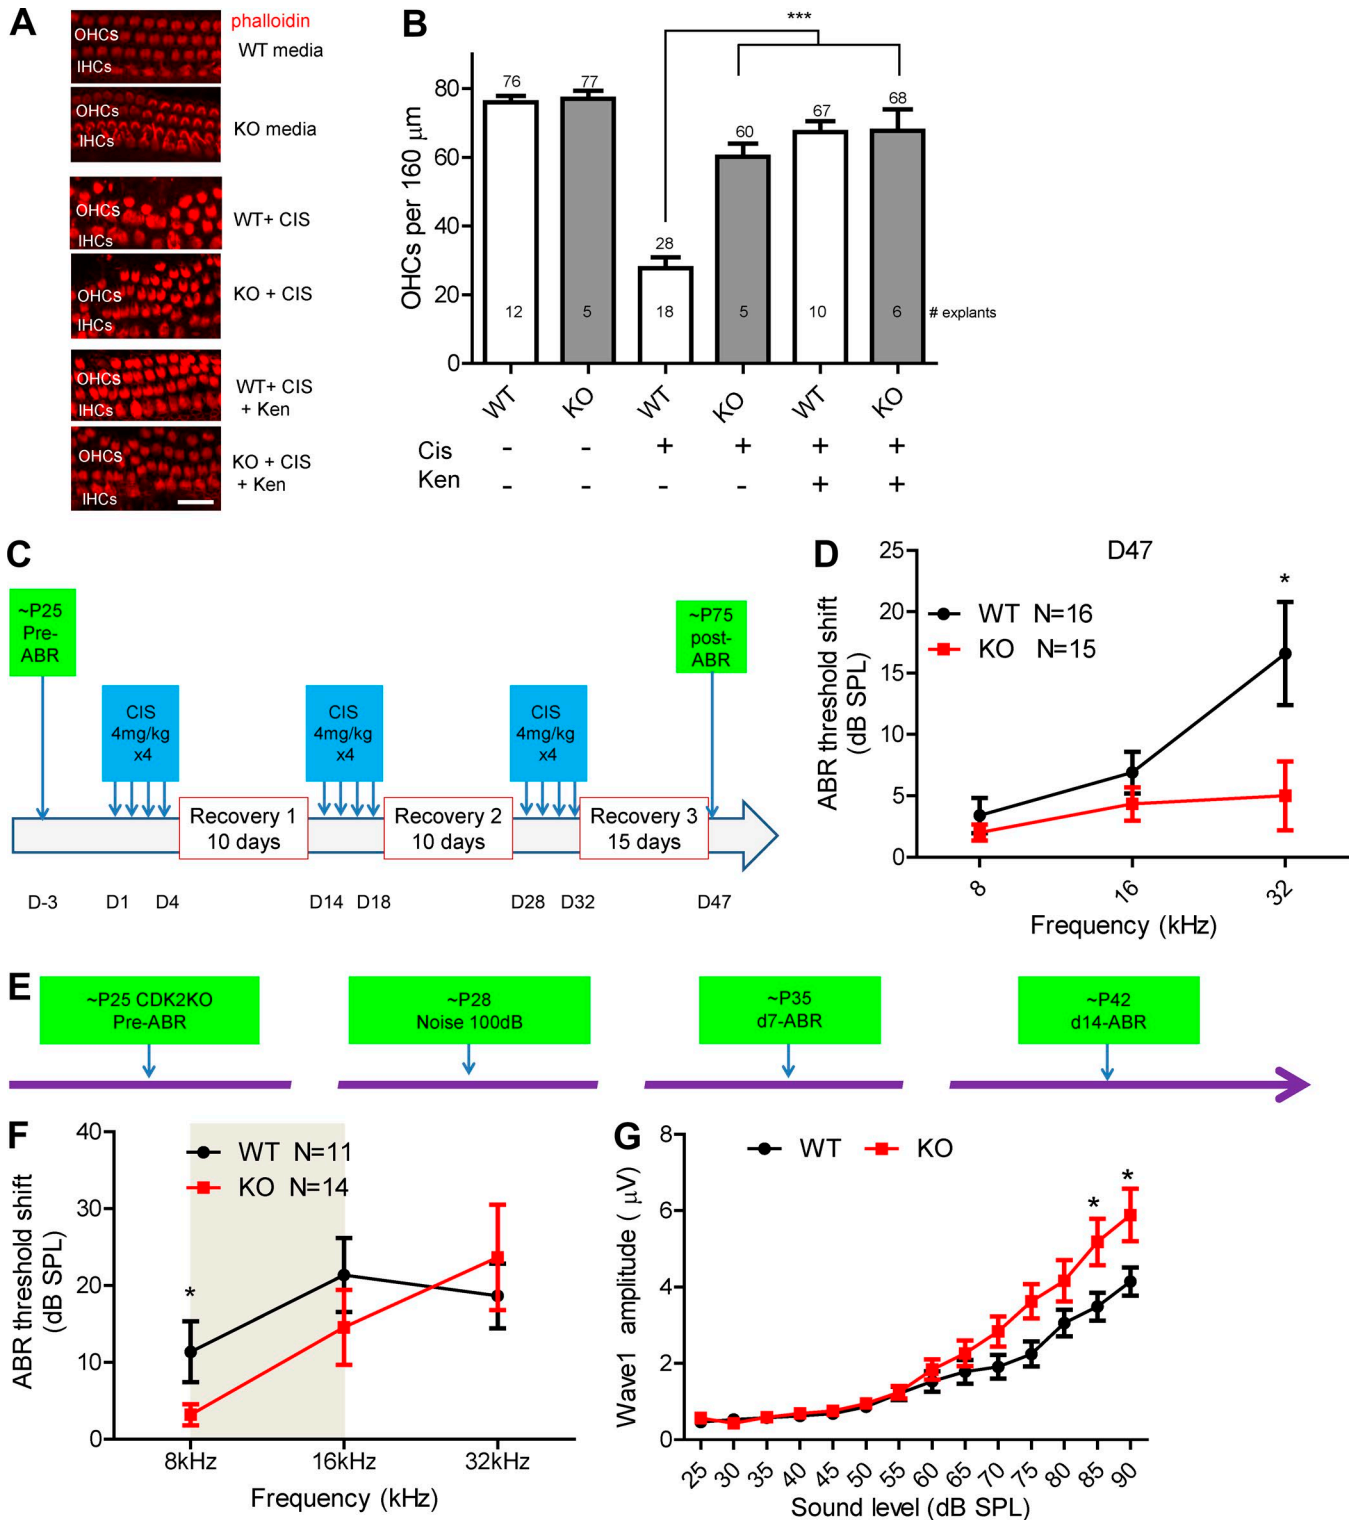 A
phalloidin
OHCs
IHCs
WT media
OHCs
IHCs
KO media
OHCs
IHCs
WT+ CIS
OHCs
IHCs
KO + CIS
OHCs
IHCs
WT+ CIS
+ Ken
OHCs
IHCs
KO + CIS
+ Ken
B
***
OHCs per 160 μm
80
60
40
20
0
76
77
28
60
67
68
12
5
18
5
10
6
# explants
WT
KO
WT
KO
WT
KO
Cis
- - + + + +
Ken
- - - - + +
C
~P25
Pre-
ABR
CIS
4mg/kg
x4
CIS
4mg/kg
x4
CIS
4mg/kg
x4
~P75
post-
ABR
Recovery 1
10 days
Recovery 2
10 days
Recovery 3
15 days
D-3
D1
D4
D14
D18
D28
D32
D47
D
D47
ABR threshold shift
(dB SPL)
25
20
15
10
5
0
WT N=16
KO N=15
*
8
16
32
Frequency (kHz)
E
~P25 CDK2KO
Pre-ABR
~P28
Noise 100dB
~P35
d7-ABR
~P42
d14-ABR
F
ABR threshold shift
(dB SPL)
40
30
20
10
0
WT N=11
KO N=14
*
8kHz
16kHz
32kHz
Frequency (kHz)
G
Wave1 amplitude ( μV)
8
6
4
2
0
WT
KO
*
*
25
30
35
40
45
50
55
60
65
70
75
80
85
90
Sound level (dB SPL)